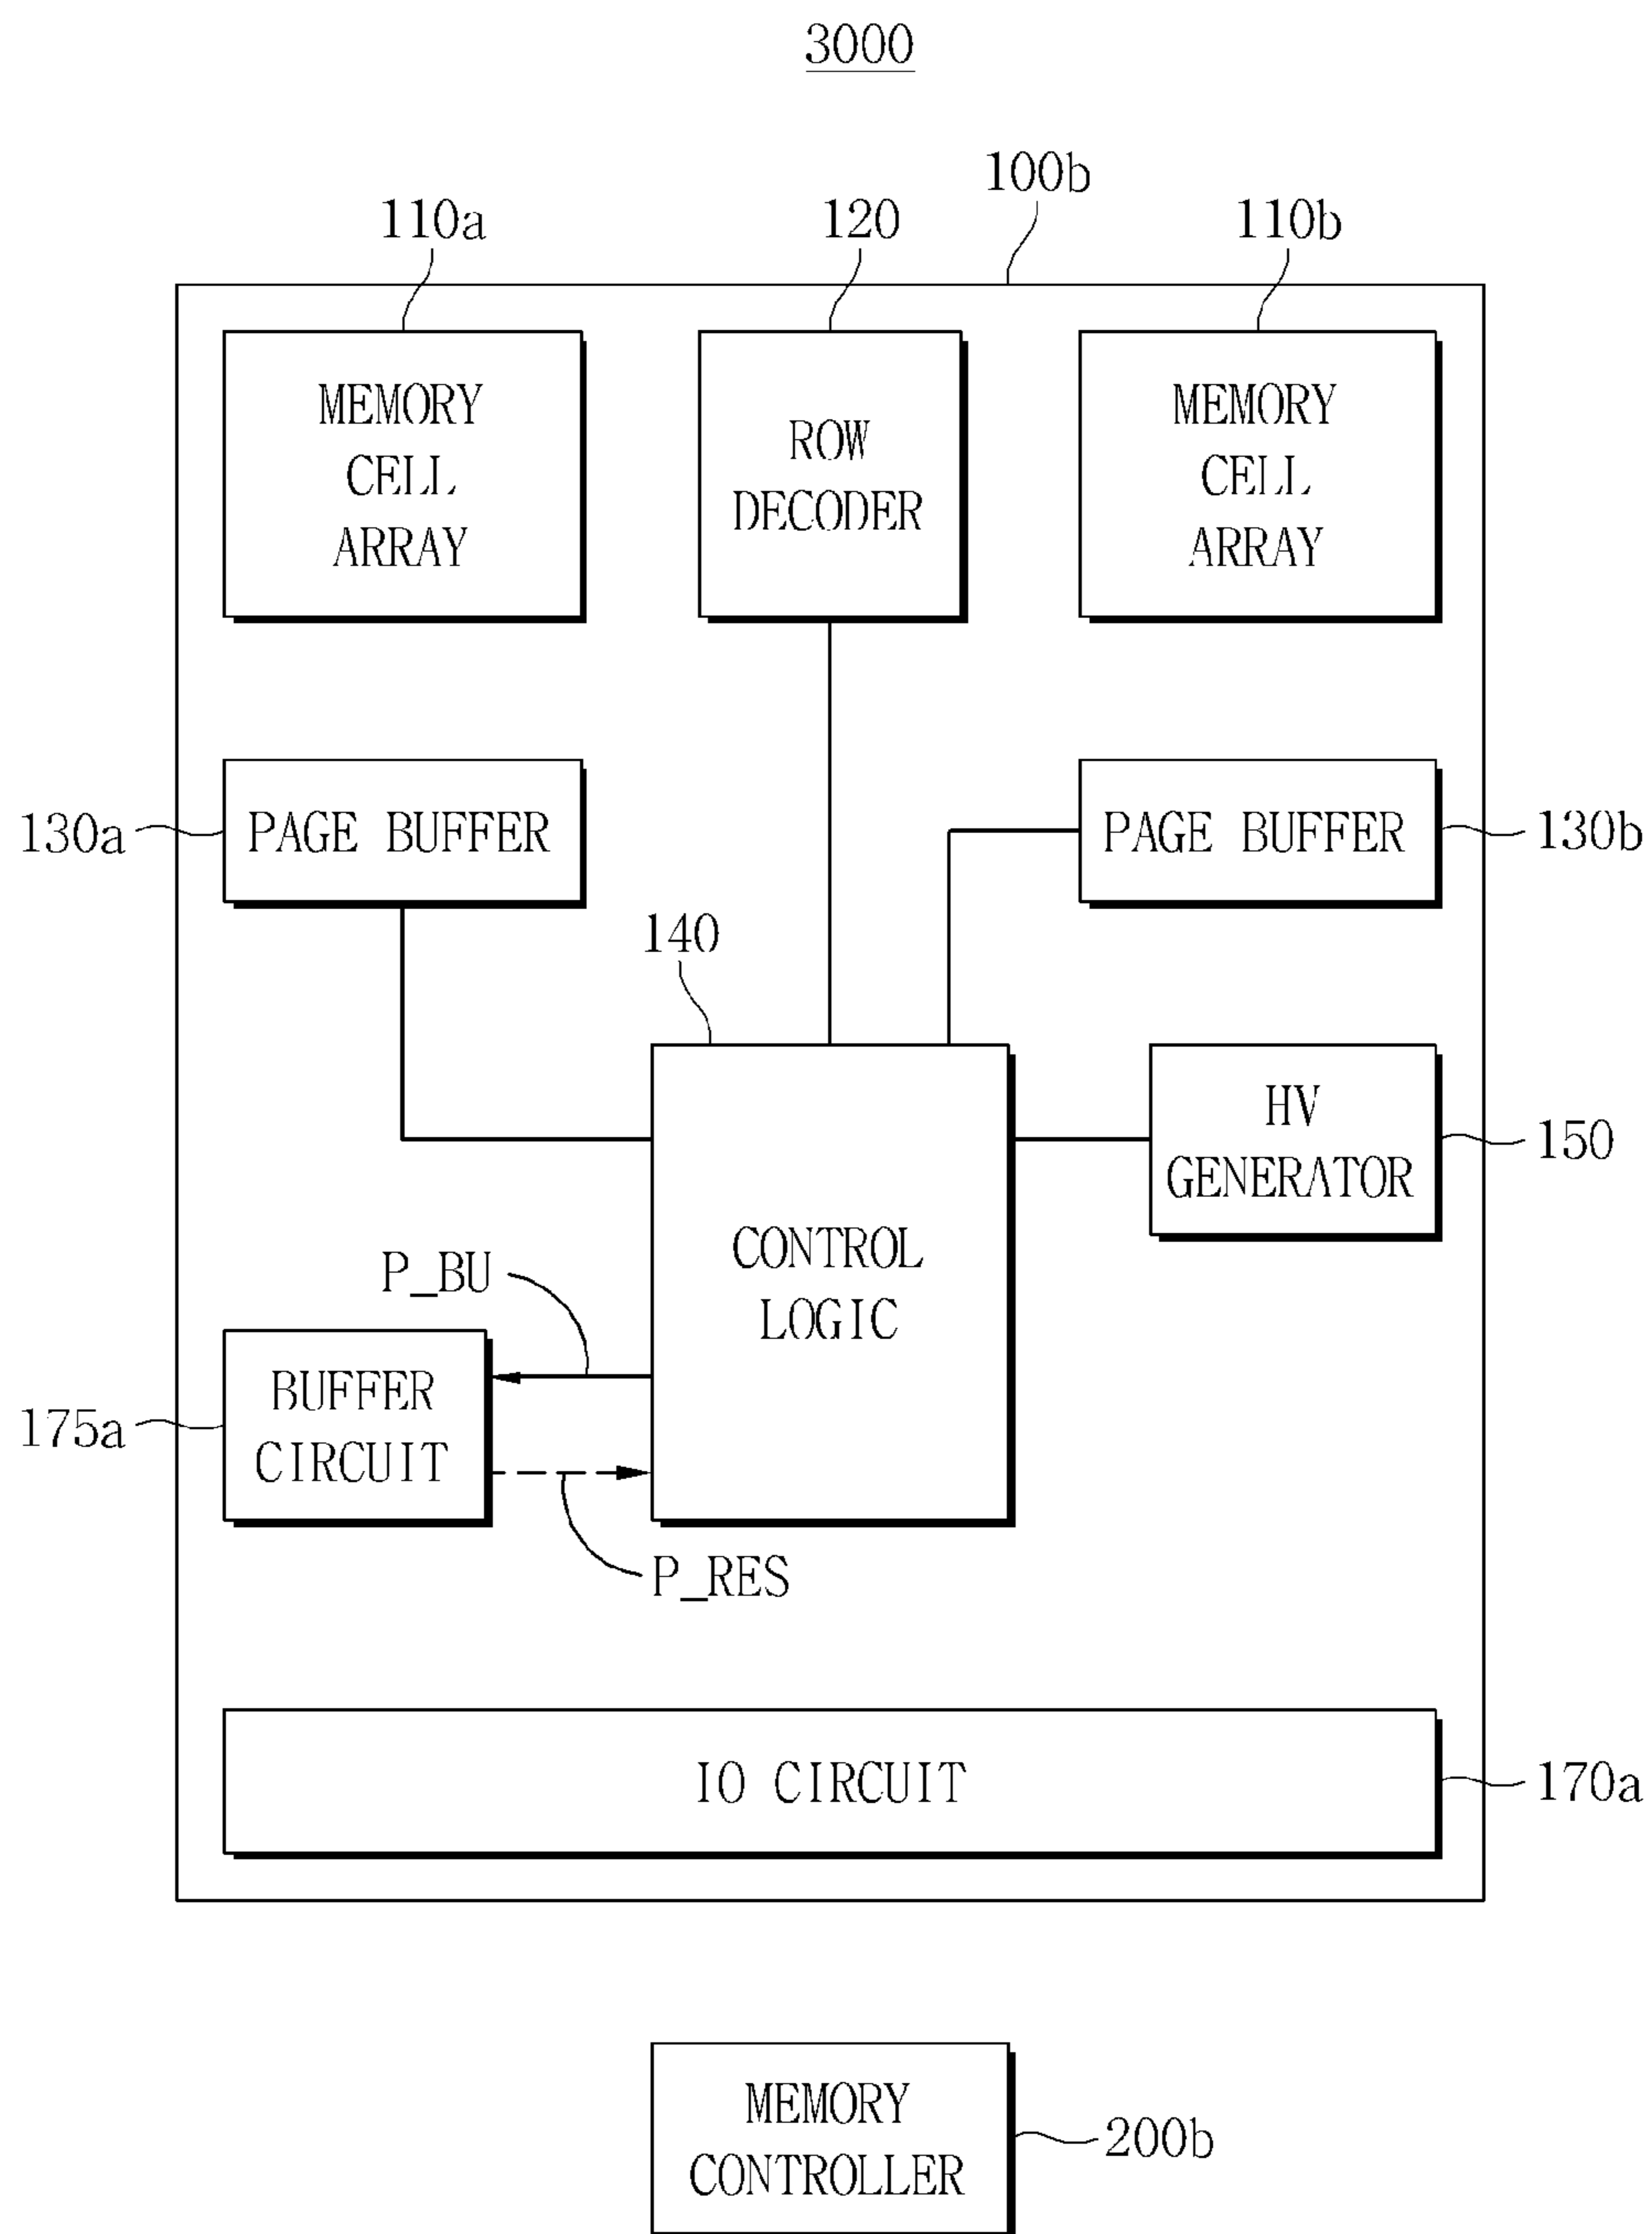 3000
100b
110a
120
110b
MEMORY
CELL
ARRAY
ROW
DECODER
MEMORY
CELL
ARRAY
130a
PAGE BUFFER
PAGE BUFFER
130b
140
HV
GENERATOR
150
CONTROL
LOGIC
P_BU
175a
BUFFER
CIRCUIT
P_RES
IO CIRCUIT
170a
MEMORY
CONTROLLER
200b